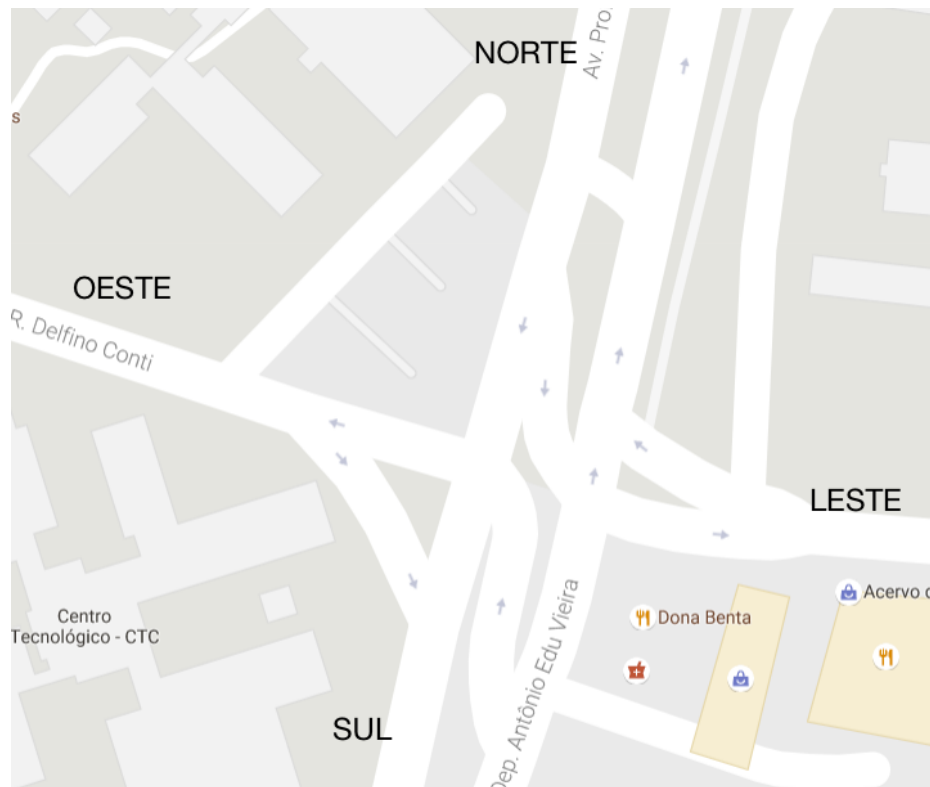 NORTE
Av. Pro.
s
OESTE
R. Delfino Conti
LESTE
Acervo d
Centro
Tecnológico - CTC
Dona Benta
SUL
Dep. Antônio Edu Vieira